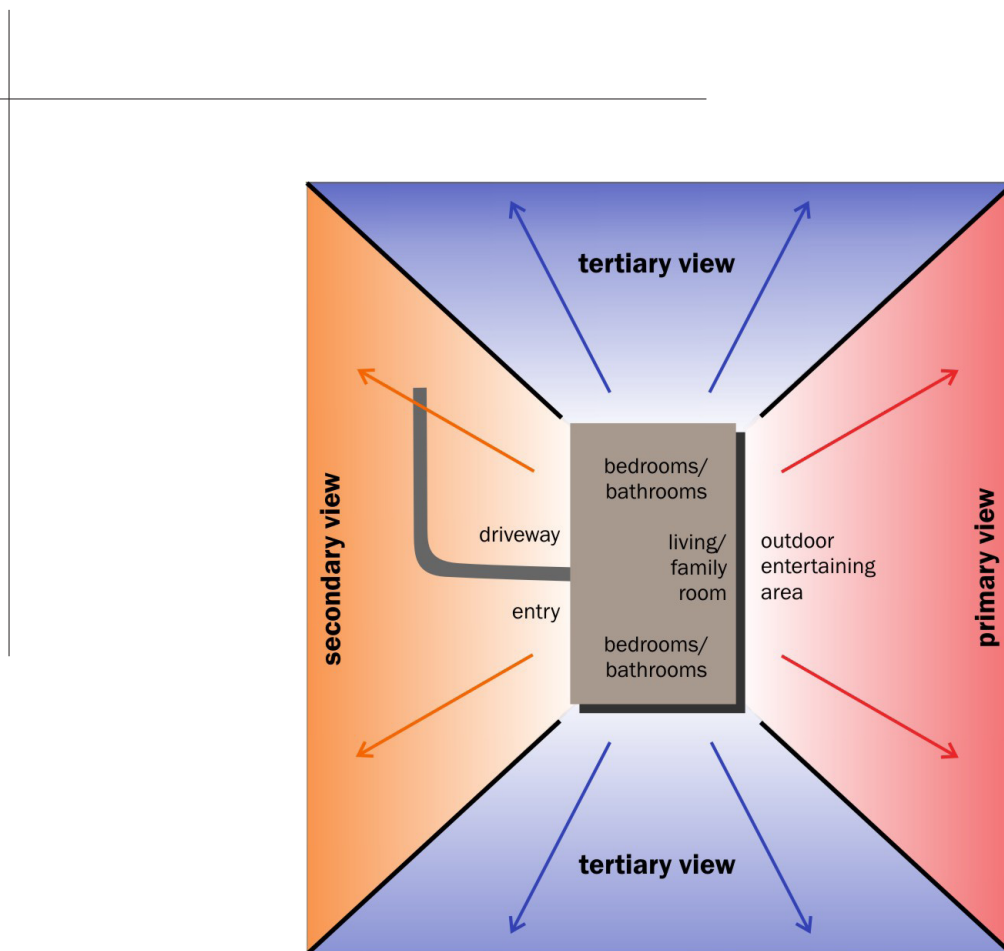 tertiary view
bedrooms/
bathrooms
secondary view
driveway
entry
living/
family
room
outdoor
entertaining
area
primary view
bedrooms/
bathrooms
tertiary view